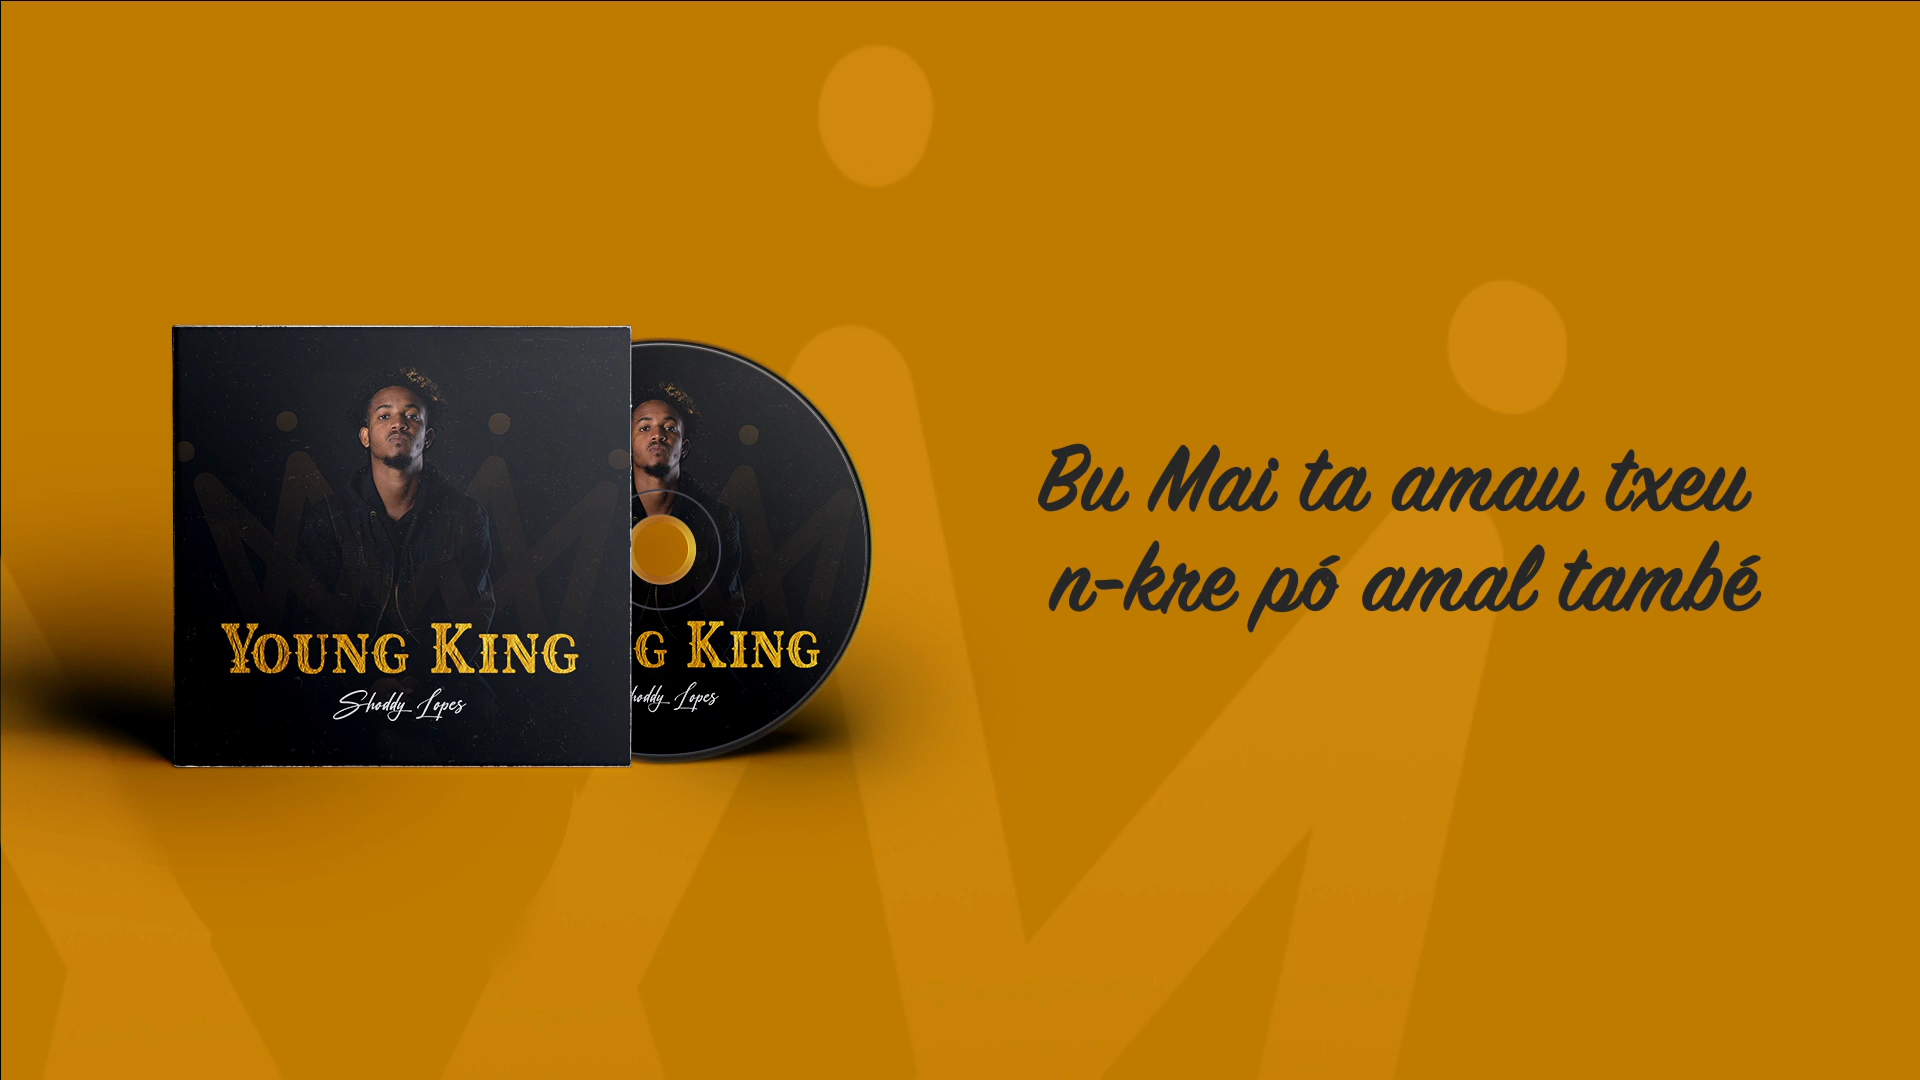 Young King
Shoddy Lopes
g King
hoddy Lopes
Bu Mai ta amau txeu
n-kre pó amal també